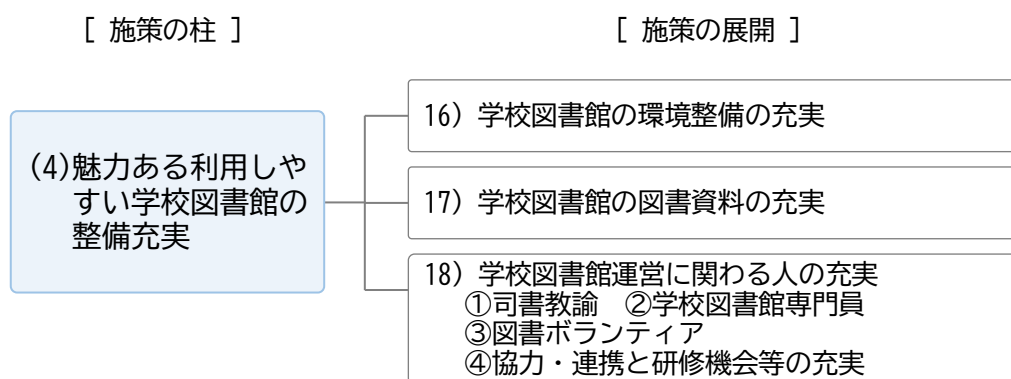 [ 施策の柱 ]
[ 施策の展開 ]
(4)魅力ある利用しや
すい学校図書館の
整備充実
16) 学校図書館の環境整備の充実
17) 学校図書館の図書資料の充実
18) 学校図書館運営に関わる人の充実
①司書教諭　②学校図書館専門員
③図書ボランティア
④協力・連携と研修機会等の充実